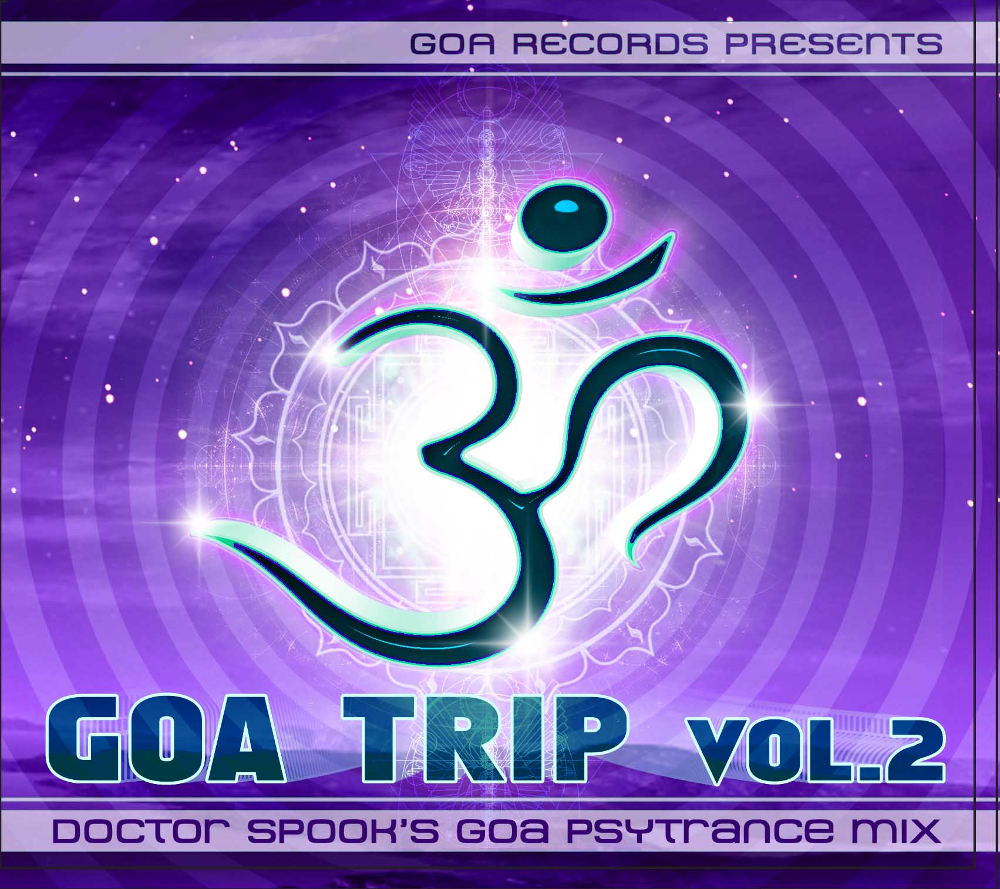 GOA RECORDS PRESENTS
ॐ
GOA TRIP VOL.2
DOCTOR SPOOK'S GOA PSYTRANCE MIX